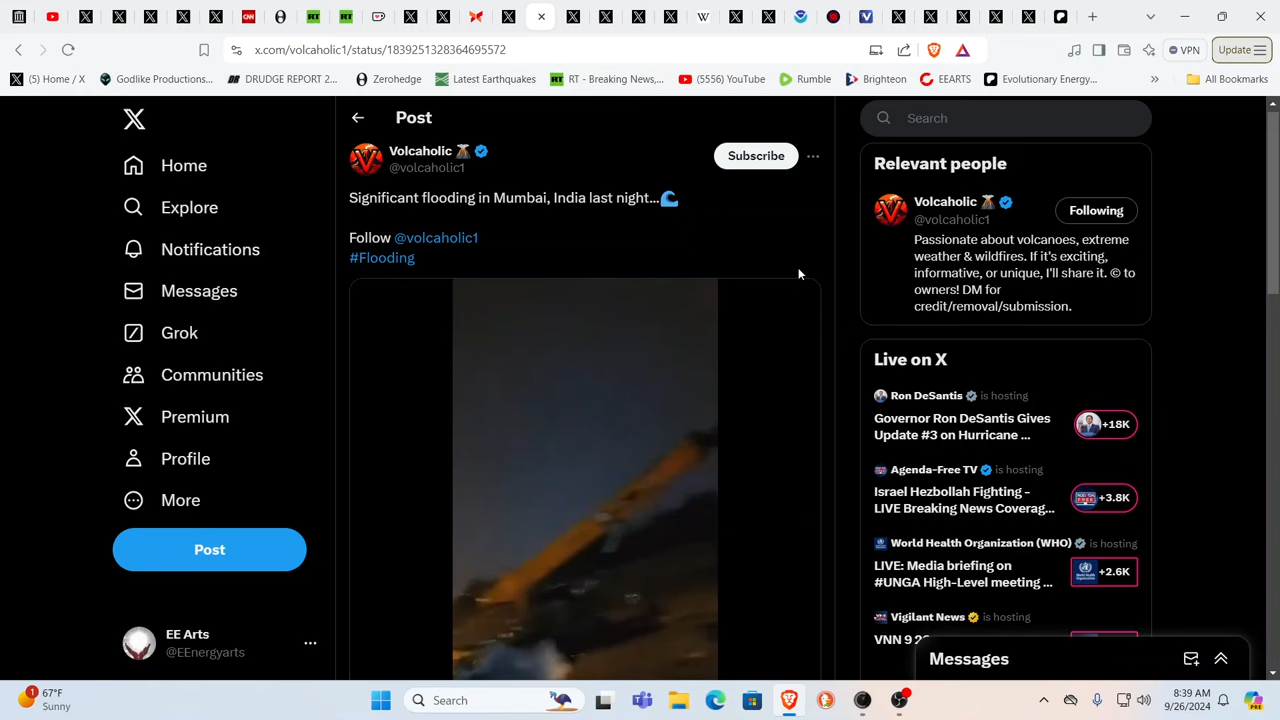 x.com/volcaholic1/status/1839251328364695572
VPN
Update
(5) Home / X
Godlike Productions...
DRUDGE REPORT 2...
Zerohedge
Latest Earthquakes
RT - Breaking News,...
(5556) YouTube
Rumble
Brighteon
EEARTS
Evolutionary Energy...
All Bookmarks
Home
Explore
Notifications
Messages
Grok
Communities
Premium
Profile
More
Post
EE Arts
@EEnergyarts
Post
Volcaholic
@volcaholic1
Subscribe
Significant flooding in Mumbai, India last night...🌊
Follow @volcaholic1
#Flooding
Search
Relevant people
Volcaholic
@volcaholic1
Following
Passionate about volcanoes, extreme
weather & wildfires. If it's exciting,
informative, or unique, I'll share it. © to
owners! DM for
credit/removal/submission.
Live on X
Ron DeSantis is hosting
Governor Ron DeSantis Gives
Update #3 on Hurricane ...
+18K
Agenda-Free TV is hosting
Israel Hezbollah Fighting -
LIVE Breaking News Coverag...
+3.8K
World Health Organization (WHO) is hosting
LIVE: Media briefing on
#UNGA High-Level meeting ...
+2.6K
Vigilant News is hosting
VNN 9
Messages
1
67°F
Sunny
Search
8:39 AM
9/26/2024